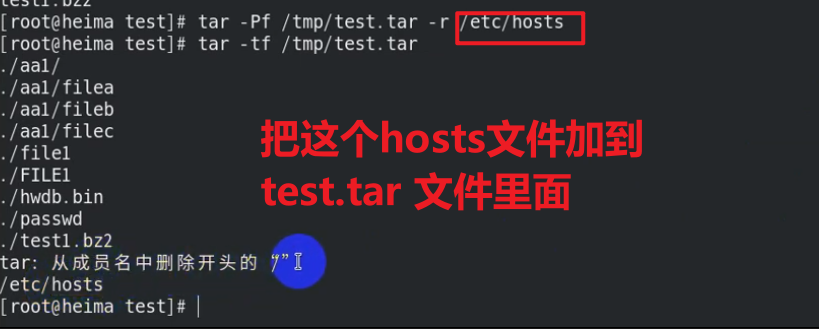 test1.bz2
[root@heima test]# tar -Pf /tmp/test.tar -r /etc/hosts
[root@heima test]# tar -tf /tmp/test.tar
./aa1/
./aa1/filea
./aa1/fileb
./aa1/filec
./file1
./FILE1
./hwdb.bin
./passwd
./test1.bz2
tar: 从成员名中删除开头的 “/”
/etc/hosts
[root@heima test]#
把这个hosts文件加到
test.tar 文件里面